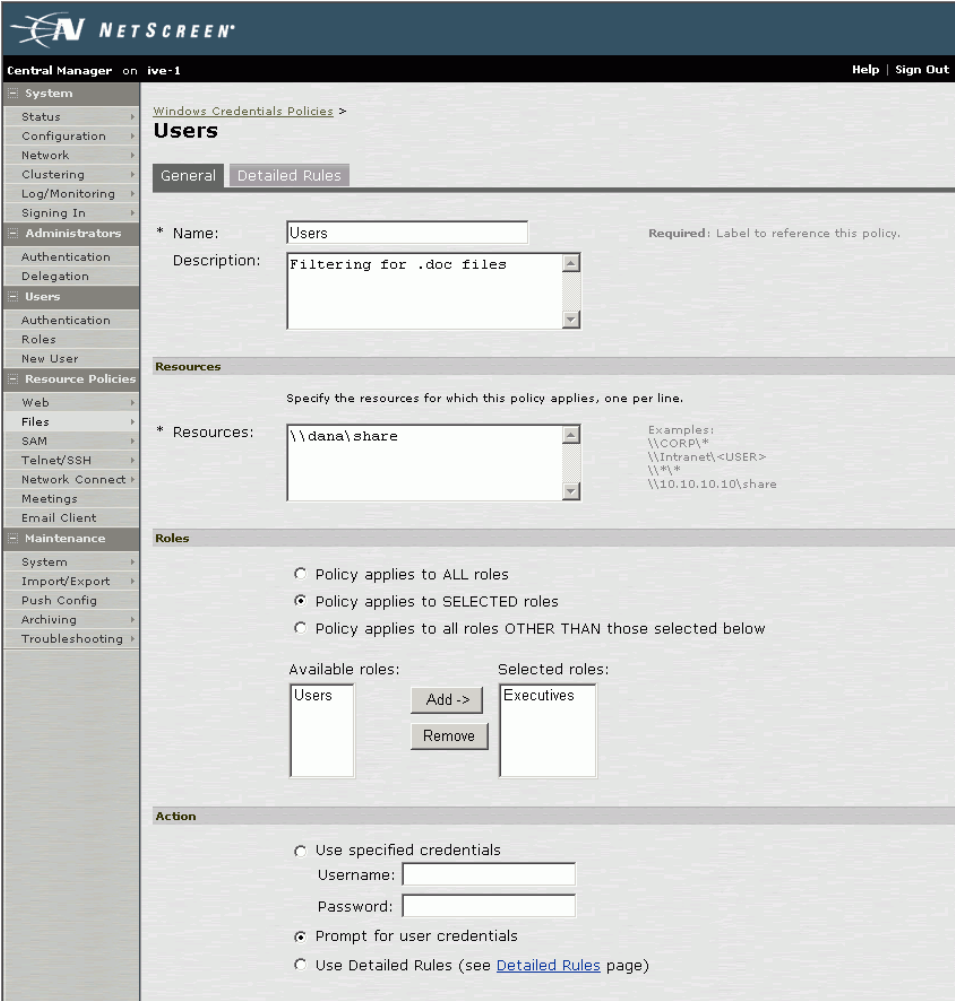 NETSCREEN®
Central Manager on ive-1
Help | Sign Out
System
Status
Configuration
Network
Clustering
Log/Monitoring
Signing In
Administrators
Authentication
Delegation
Users
Authentication
Roles
New User
Resource Policies
Web
Files
SAM
Telnet/SSH
Network Connect
Meetings
Email Client
Maintenance
System
Import/Export
Push Config
Archiving
Troubleshooting
Windows Credentials Policies >
Users
General
Detailed Rules
* Name:
Users
Required: Label to reference this policy.
Description:
Filtering for .doc files
Resources
Specify the resources for which this policy applies, one per line.
* Resources:
\\dana\share
Examples:
\\CORP\*
\\Intranet\<USER>
\\*\*
\\10.10.10.10\share
Roles
Policy applies to ALL roles
Policy applies to SELECTED roles
Policy applies to all roles OTHER THAN those selected below
Available roles:
Selected roles:
Users
Add ->
Remove
Executives
Action
Use specified credentials
Username:
Password:
Prompt for user credentials
Use Detailed Rules (see Detailed Rules page)